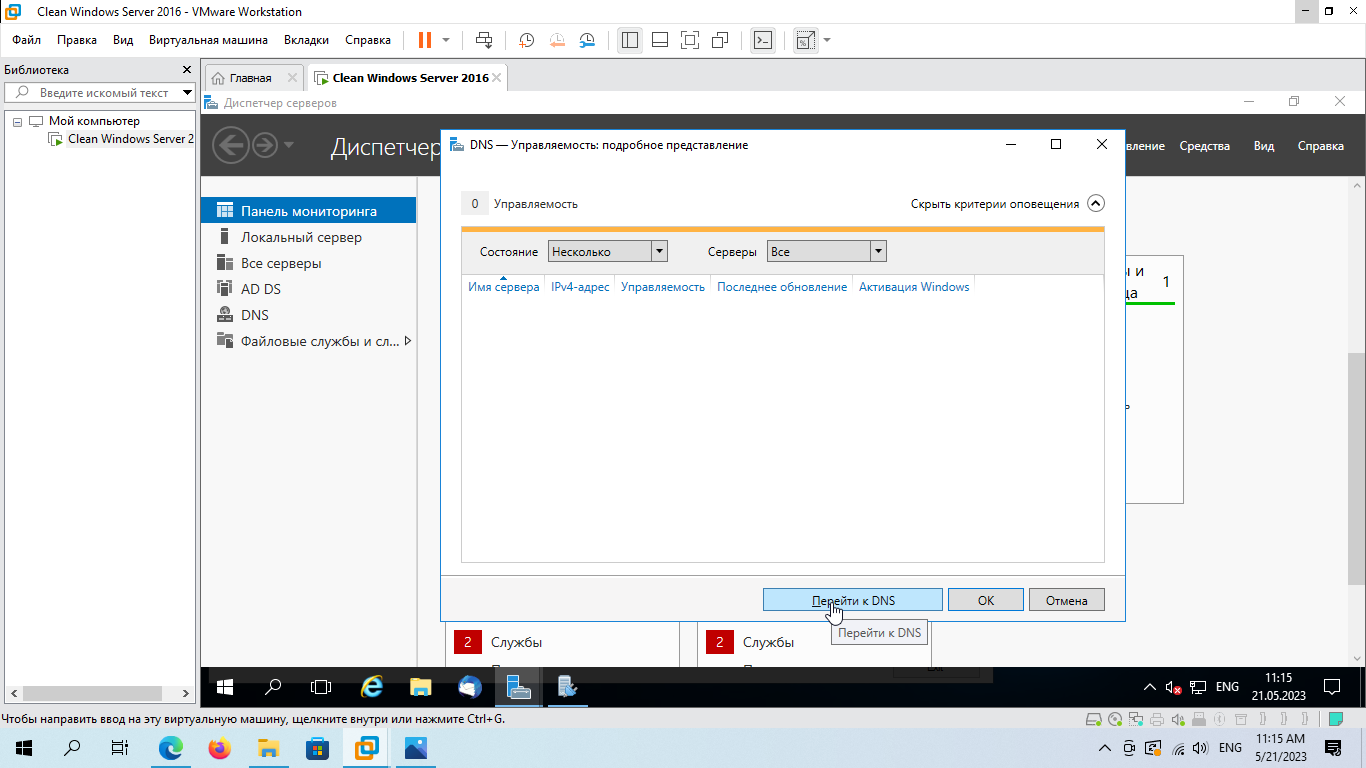 Clean Windows Server 2016 - VMware Workstation
Файл Правка Вид Виртуальная машина Вкладки Справка
Библиотека
Введите искомый текст
Мой компьютер
Clean Windows Server 2
Главная
Clean Windows Server 2016
Диспетчер серверов
Диспетчер
вление Средства Вид Справка
Панель мониторинга
Локальный сервер
Все серверы
AD DS
DNS
Файловые службы и сл...
DNS — Управляемость: подробное представление
0 Управляемость
Скрыть критерии оповещения
Состояние Несколько Серверы Все
Имя сервера IPv4-адрес Управляемость Последнее обновление Активация Windows
ы и
ца
1
Перейти к DNS ОК Отмена
Перейти к DNS
2 Службы
2 Службы
ENG
11:15
21.05.2023
Чтобы направить ввод на эту виртуальную машину, щелкните внутри или нажмите Ctrl+G.
ENG
11:15 AM
5/21/2023